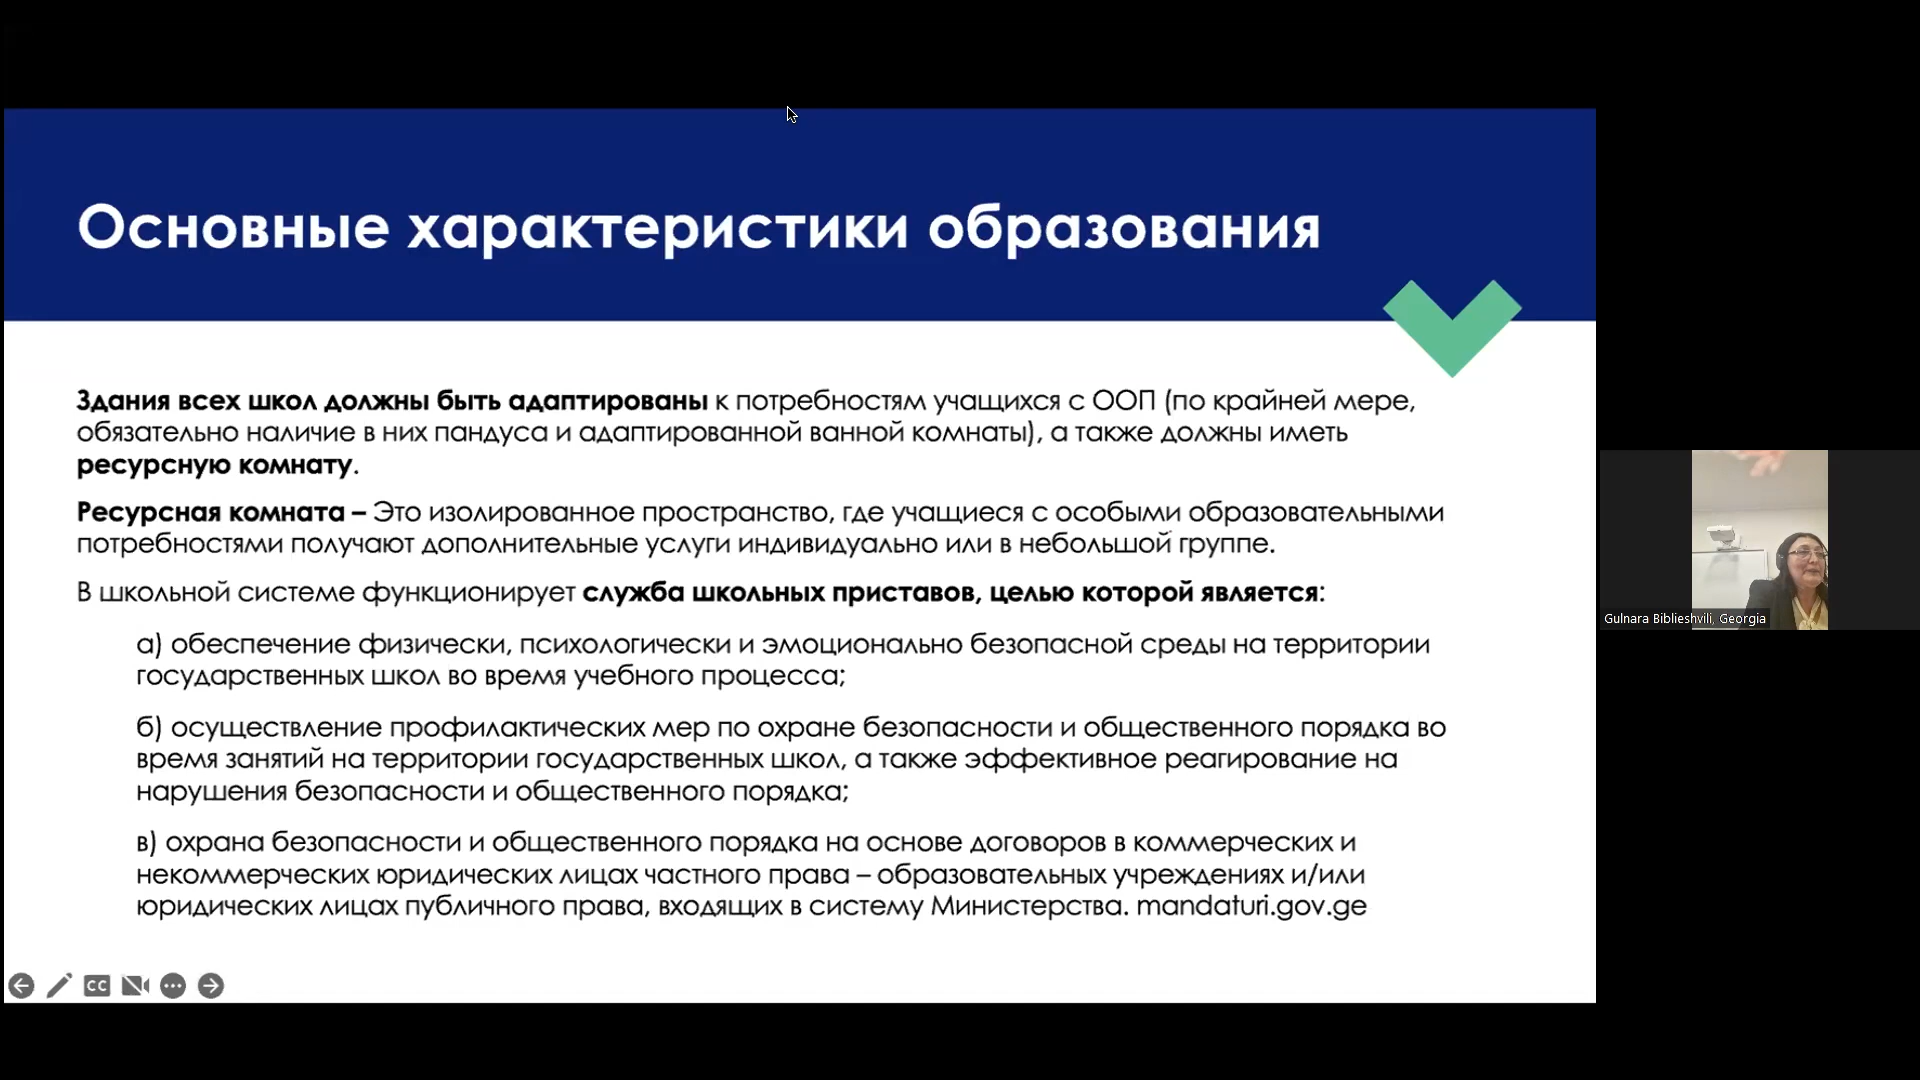 Основные характеристики образования
Здания всех школ должны быть адаптированы к потребностям учащихся с ООП (по крайней мере,
обязательно наличие в них пандуса и адаптированной ванной комнаты), а также должны иметь
ресурсную комнату.
Ресурсная комната – Это изолированное пространство, где учащиеся с особыми образовательными
потребностями получают дополнительные услуги индивидуально или в небольшой группе.
В школьной системе функционирует служба школьных приставов, целью которой является:
а) обеспечение физически, психологически и эмоционально безопасной среды на территории
государственных школ во время учебного процесса;
б) осуществление профилактических мер по охране безопасности и общественного порядка во
время занятий на территории государственных школ, а также эффективное реагирование на
нарушения безопасности и общественного порядка;
в) охрана безопасности и общественного порядка на основе договоров в коммерческих и
некоммерческих юридических лицах частного права – образовательных учреждениях и/или
юридических лицах публичного права, входящих в систему Министерства. mandaturi.gov.ge
CC
Gulnara Biblieshvili, Georgia